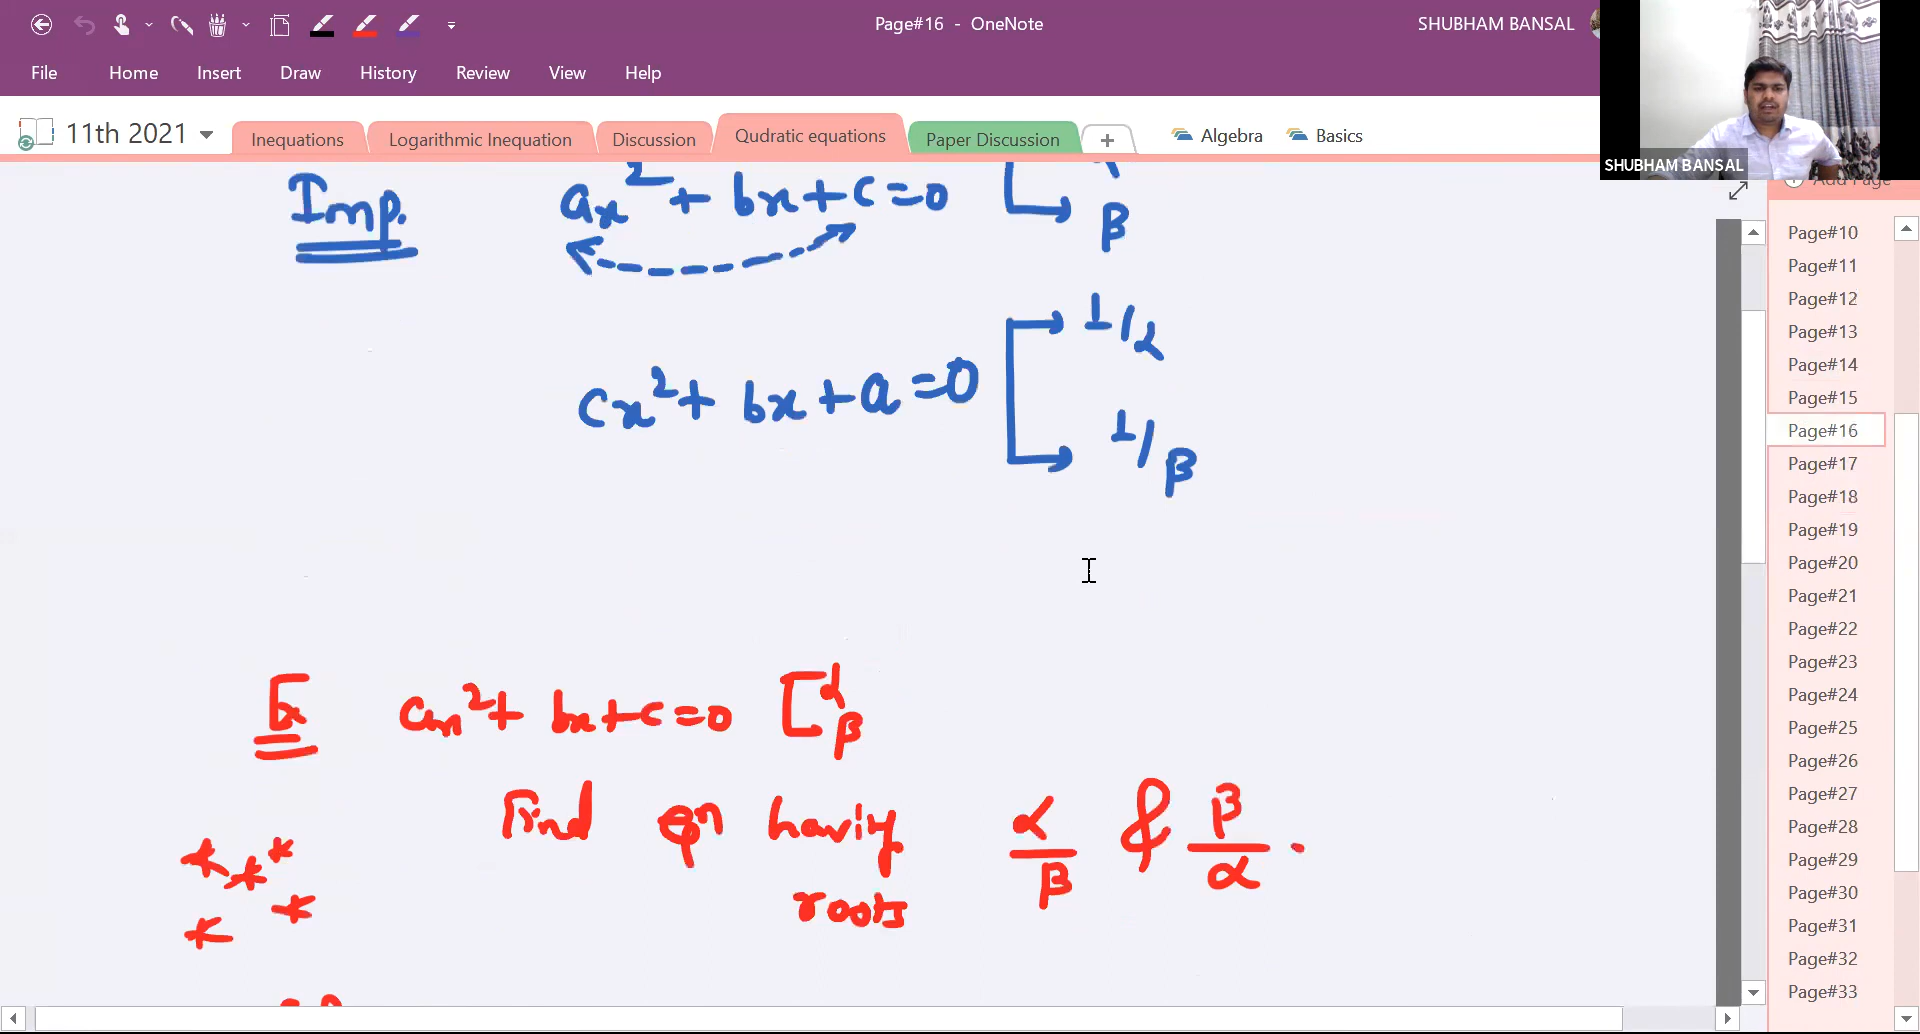 Page#16 - OneNote
SHUBHAM BANSAL
File Home Insert Draw History Review View Help
11th 2021
Inequations
Logarithmic Inequation
Discussion
Qudratic equations
Paper Discussion
+
Algebra
Basics
SHUBHAM BANSAL
Add Page
Imp. ax² + bx + c = 0
β
cx² + bx + a = 0
1/α
1/β
Ex ax² + bx + c = 0 [α β
Find Eqn having α/β & β/α .
roots
Page#10
Page#11
Page#12
Page#13
Page#14
Page#15
Page#16
Page#17
Page#18
Page#19
Page#20
Page#21
Page#22
Page#23
Page#24
Page#25
Page#26
Page#27
Page#28
Page#29
Page#30
Page#31
Page#32
Page#33